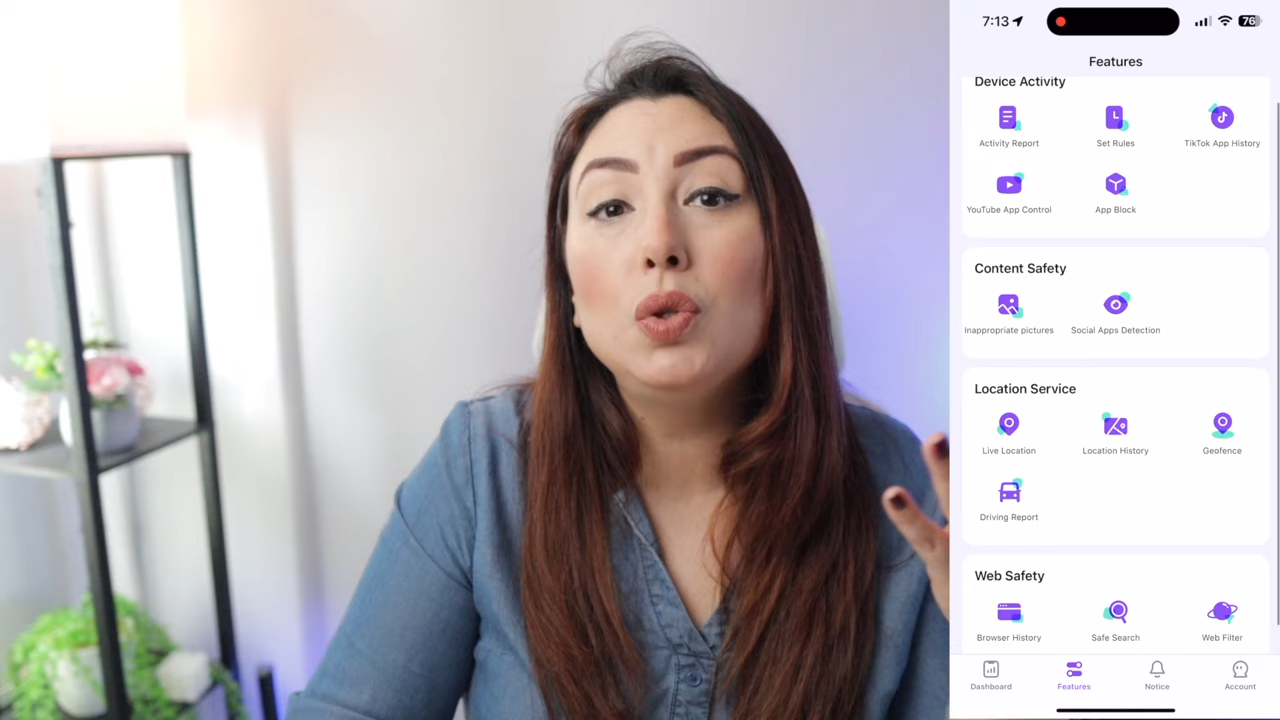 7:13
76
Features
Device Activity
Activity Report
Set Rules
TikTok App History
YouTube App Control
App Block
Content Safety
Inappropriate pictures
Social Apps Detection
Location Service
Live Location
Location History
Geofence
Driving Report
Web Safety
Browser History
Safe Search
Web Filter
Dashboard
Features
Notice
Account